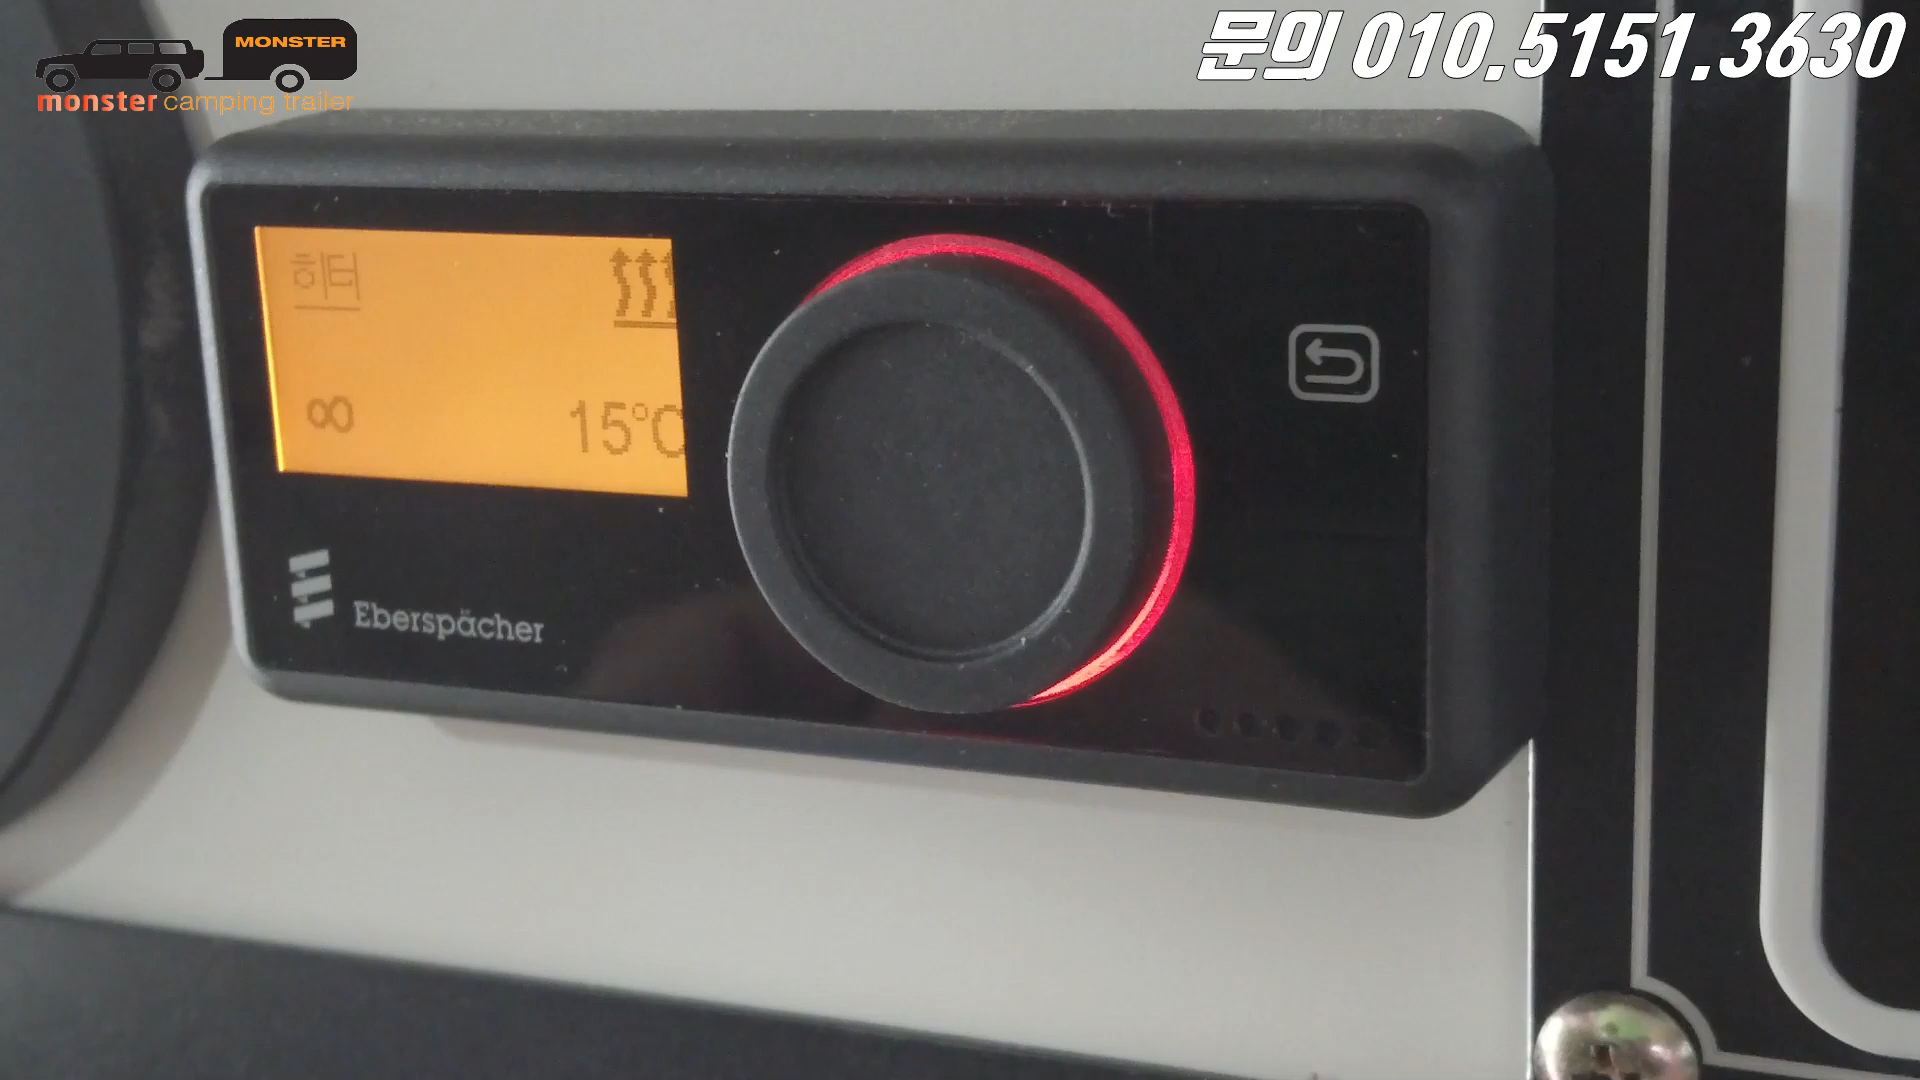 MONSTER
monster camping trailer
문의 010.5151.3630
히터
∞ 15°C
Eberspächer